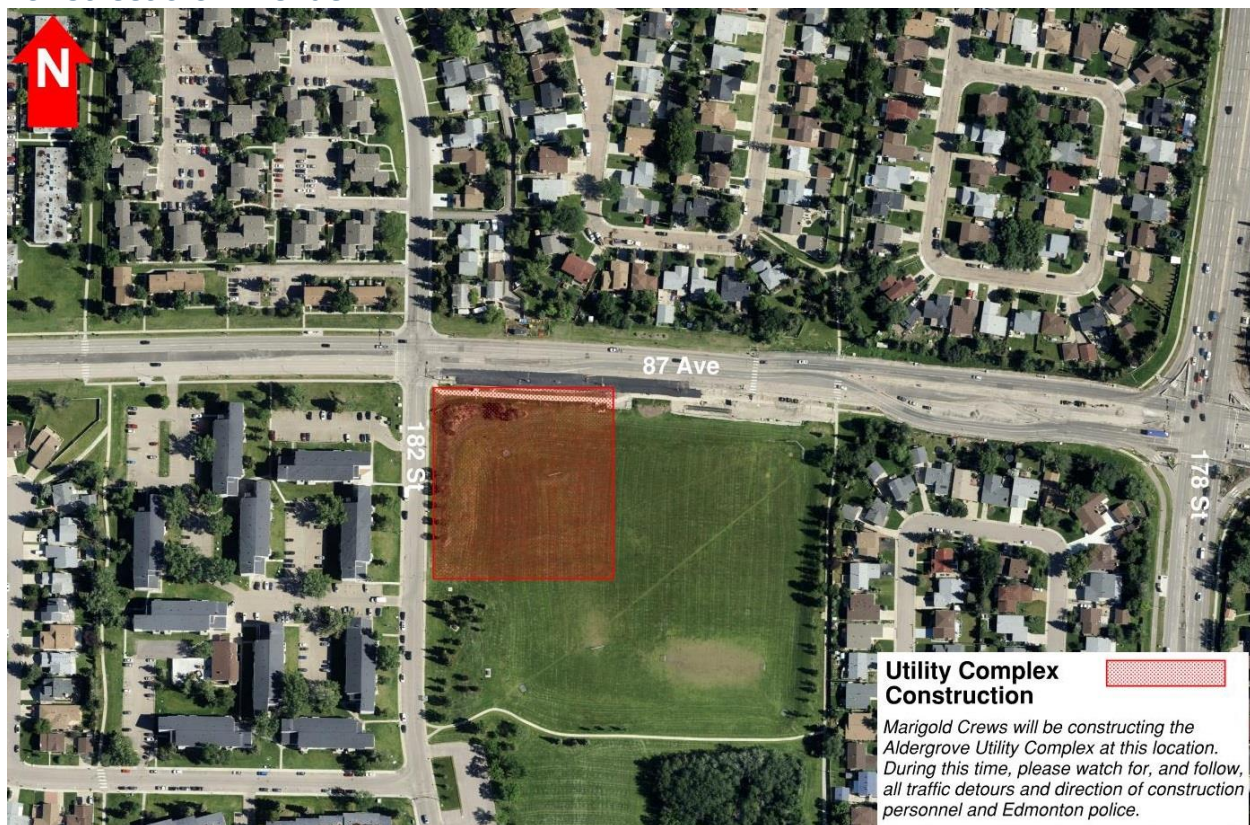 N
87 Ave
182 St
178 St
Utility Complex
Construction
Marigold Crews will be constructing the
Aldergrove Utility Complex at this location.
During this time, please watch for, and follow,
all traffic detours and direction of construction
personnel and Edmonton police.